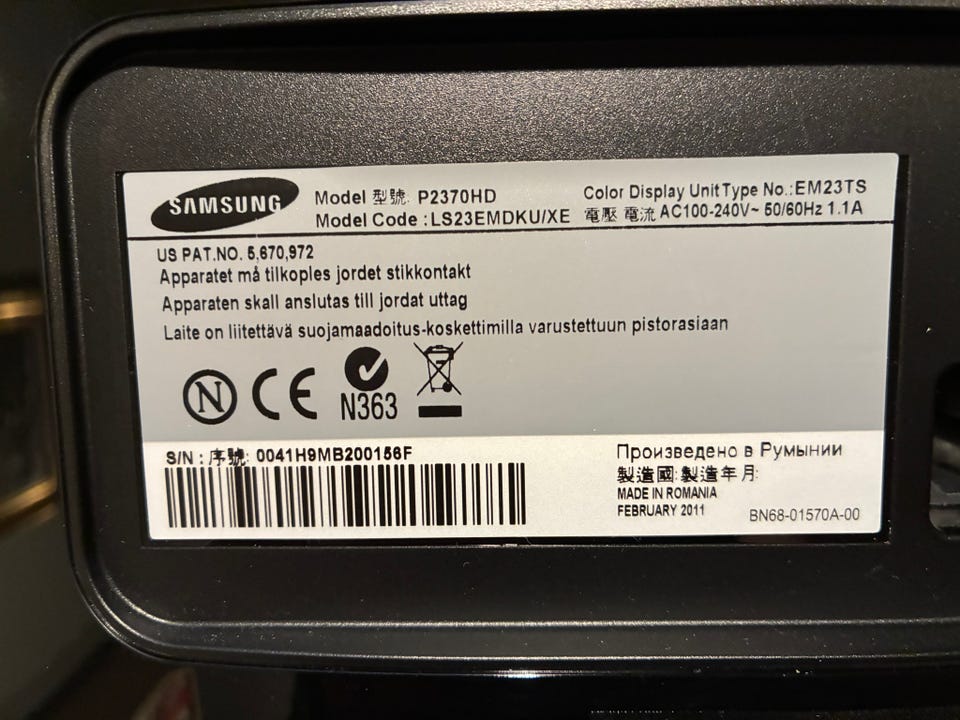 SAMSUNG
Model 型號: P2370HD
Model Code :LS23EMDKU/XE
Color Display UnitType No.:EM23TS
電壓 電流 AC100-240V~ 50/60Hz 1.1A
US PAT.NO. 5,670,972
Apparatet må tilkoples jordet stikkontakt
Apparaten skall anslutas till jordat uttag
Laite on liitettävä suojamaadoitus-koskettimilla varustettuun pistorasiaan
N CE N363
S/N : 序號: 0041H9MB200156F
Произведено в Румынии
製造國:製造年月:
MADE IN ROMANIA
FEBRUARY 2011
BN68-01570A-00